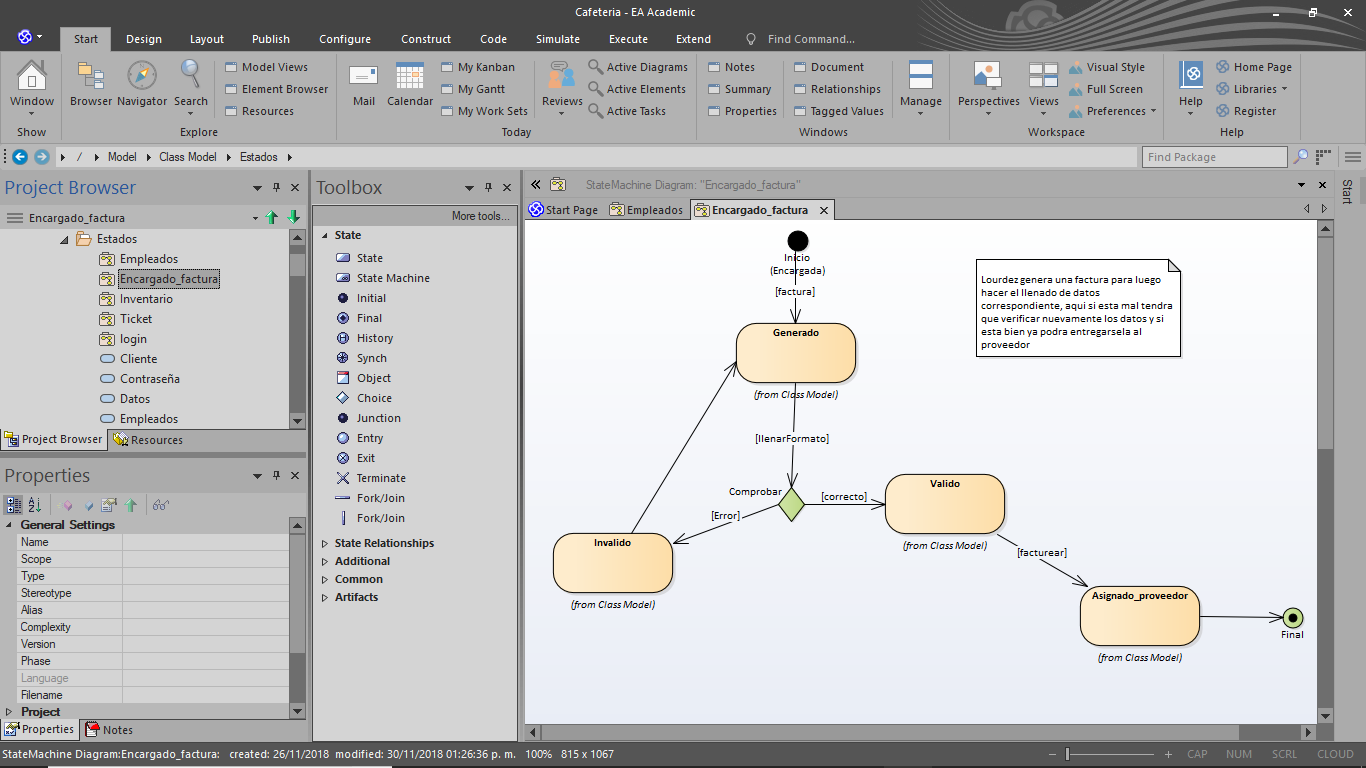 Cafeteria - EA Academic
Start Design Layout Publish Configure Construct Code Simulate Execute Extend Find Command...
Window
Show
Browser Navigator Search
Model Views
Element Browser
Resources
Explore
Mail Calendar
My Kanban
My Gantt
My Work Sets
Reviews
Active Diagrams
Active Elements
Active Tasks
Today
Notes
Summary
Properties
Document
Relationships
Tagged Values
Manage
Windows
Perspectives Views
Visual Style
Full Screen
Preferences
Workspace
Help
Home Page
Libraries
Register
Help
/ Model Class Model Estados
Find Package
Project Browser
Encargado_factura
Estados
Empleados
Encargado_factura
Inventario
Ticket
login
Cliente
Contraseña
Datos
Empleados
Project Browser Resources
Properties
General Settings
Name
Scope
Type
Stereotype
Alias
Complexity
Version
Phase
Language
Filename
Project
Properties Notes
Toolbox
More tools...
State
State
State Machine
Initial
Final
History
Synch
Object
Choice
Junction
Entry
Exit
Terminate
Fork/Join
Fork/Join
State Relationships
Additional
Common
Artifacts
StateMachine Diagram: "Encargado_factura"
Start Page Empleados Encargado_factura
Start
Inicio
(Encargada)
[factura]
Generado
(from Class Model)
[llenarFormato]
Comprobar
[correcto]
[Error]
Valido
(from Class Model)
Invalido
(from Class Model)
[facturear]
Asignado_proveedor
(from Class Model)
Final
Lourdez genera una factura para luego
hacer el llenado de datos
correspondiente, aqui si esta mal tendra
que verificar nuevamente los datos y si
esta bien ya podra entregarsela al
proveedor
StateMachine Diagram:Encargado_factura: created: 26/11/2018 modified: 30/11/2018 01:26:36 p. m. 100% 815 x 1067
CAP NUM SCRL CLOUD